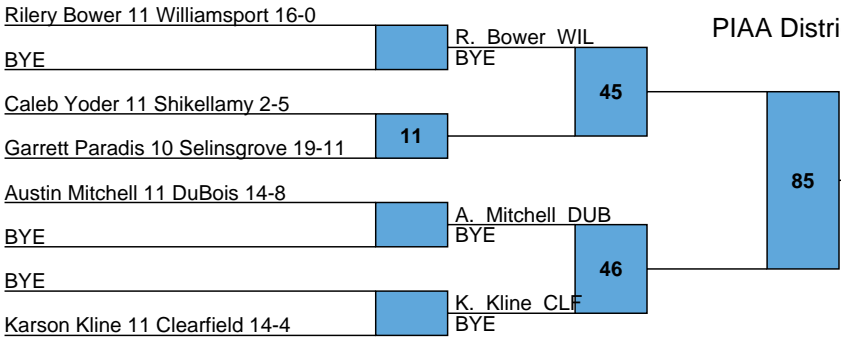 Rilery Bower 11 Williamsport 16-0
PIAA Distri
R. Bower WIL
BYE
BYE
45
Caleb Yoder 11 Shikellamy 2-5
11
Garrett Paradis 10 Selinsgrove 19-11
85
Austin Mitchell 11 DuBois 14-8
A. Mitchell DUB
BYE
BYE
46
BYE
K. Kline CLF
Karson Kline 11 Clearfield 14-4
BYE